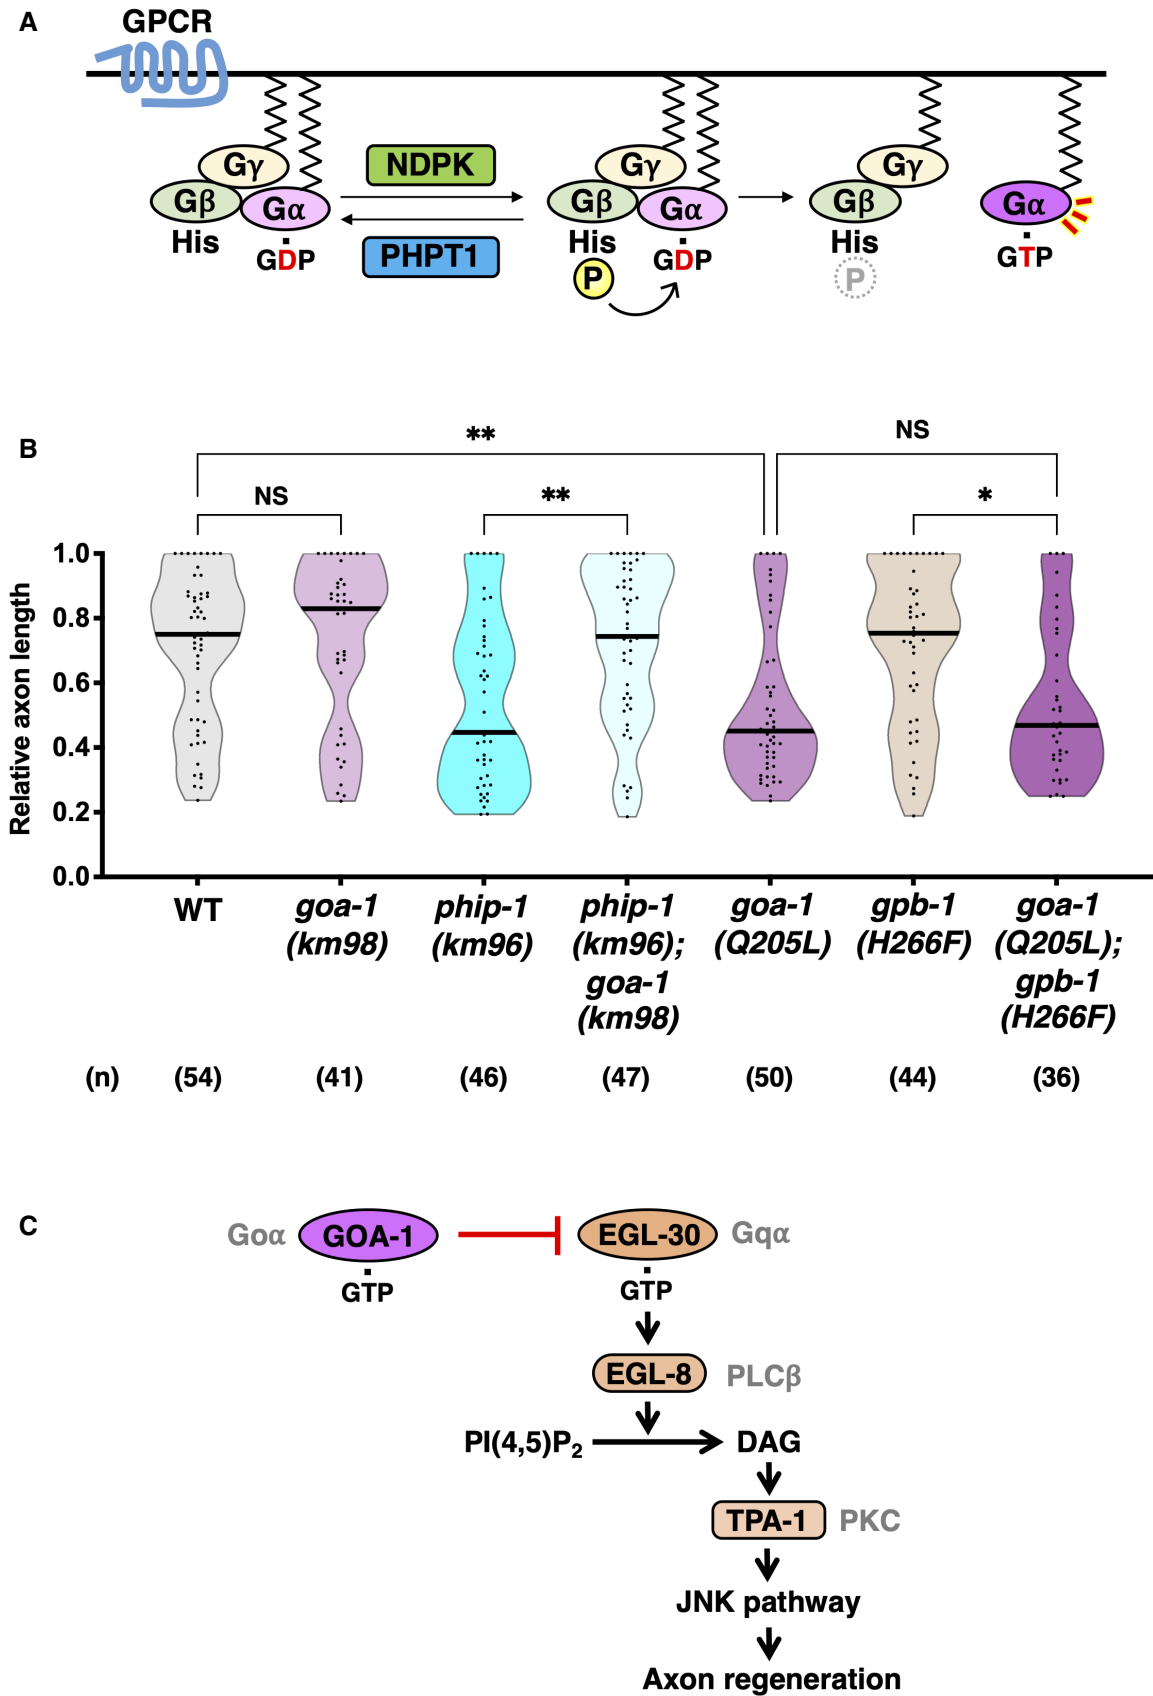 A
GPCR
Gγ
Gβ
Gα
His
GDP
NDPK
PHPT1
Gγ
Gβ
Gα
His
P
GDP
Gγ
Gβ
His
P
Gα
GTP
B
** NS
NS ** *
Relative axon length
1.0
0.8
0.6
0.4
0.2
0.0
WT
goa-1
(km98)
phip-1
(km96)
phip-1
(km96);
goa-1
(km98)
goa-1
(Q205L)
gpb-1
(H266F)
goa-1
(Q205L);
gpb-1
(H266F)
(n) (54) (41) (46) (47) (50) (44) (36)
C
Goα GOA-1 EGL-30 Gqα
GTP GTP
EGL-8 PLCβ
PI(4,5)P₂ DAG
TPA-1 PKC
JNK pathway
Axon regeneration